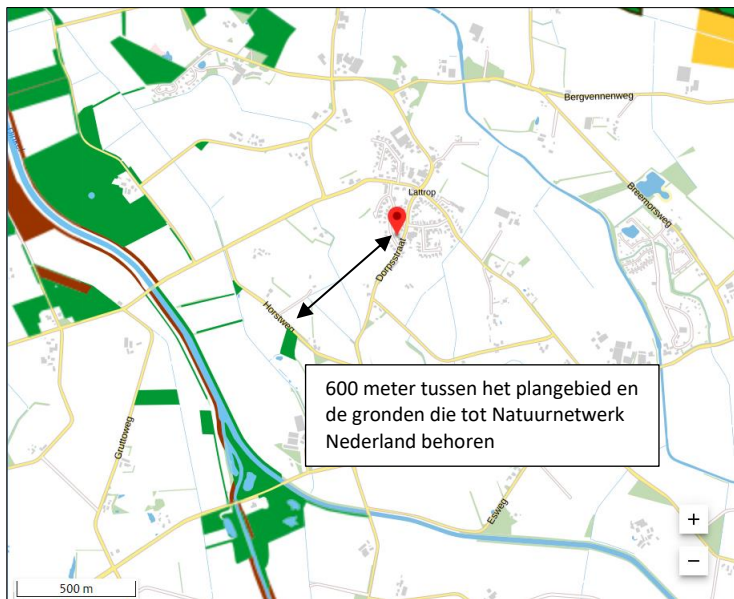 Bergvennenweg
Lattrop
Breemorsweg
Dorpsstraat
Horstweg
600 meter tussen het plangebied en
de gronden die tot Natuurnetwerk
Nederland behoren
Gruttoweg
Esweg
+
−
500 m